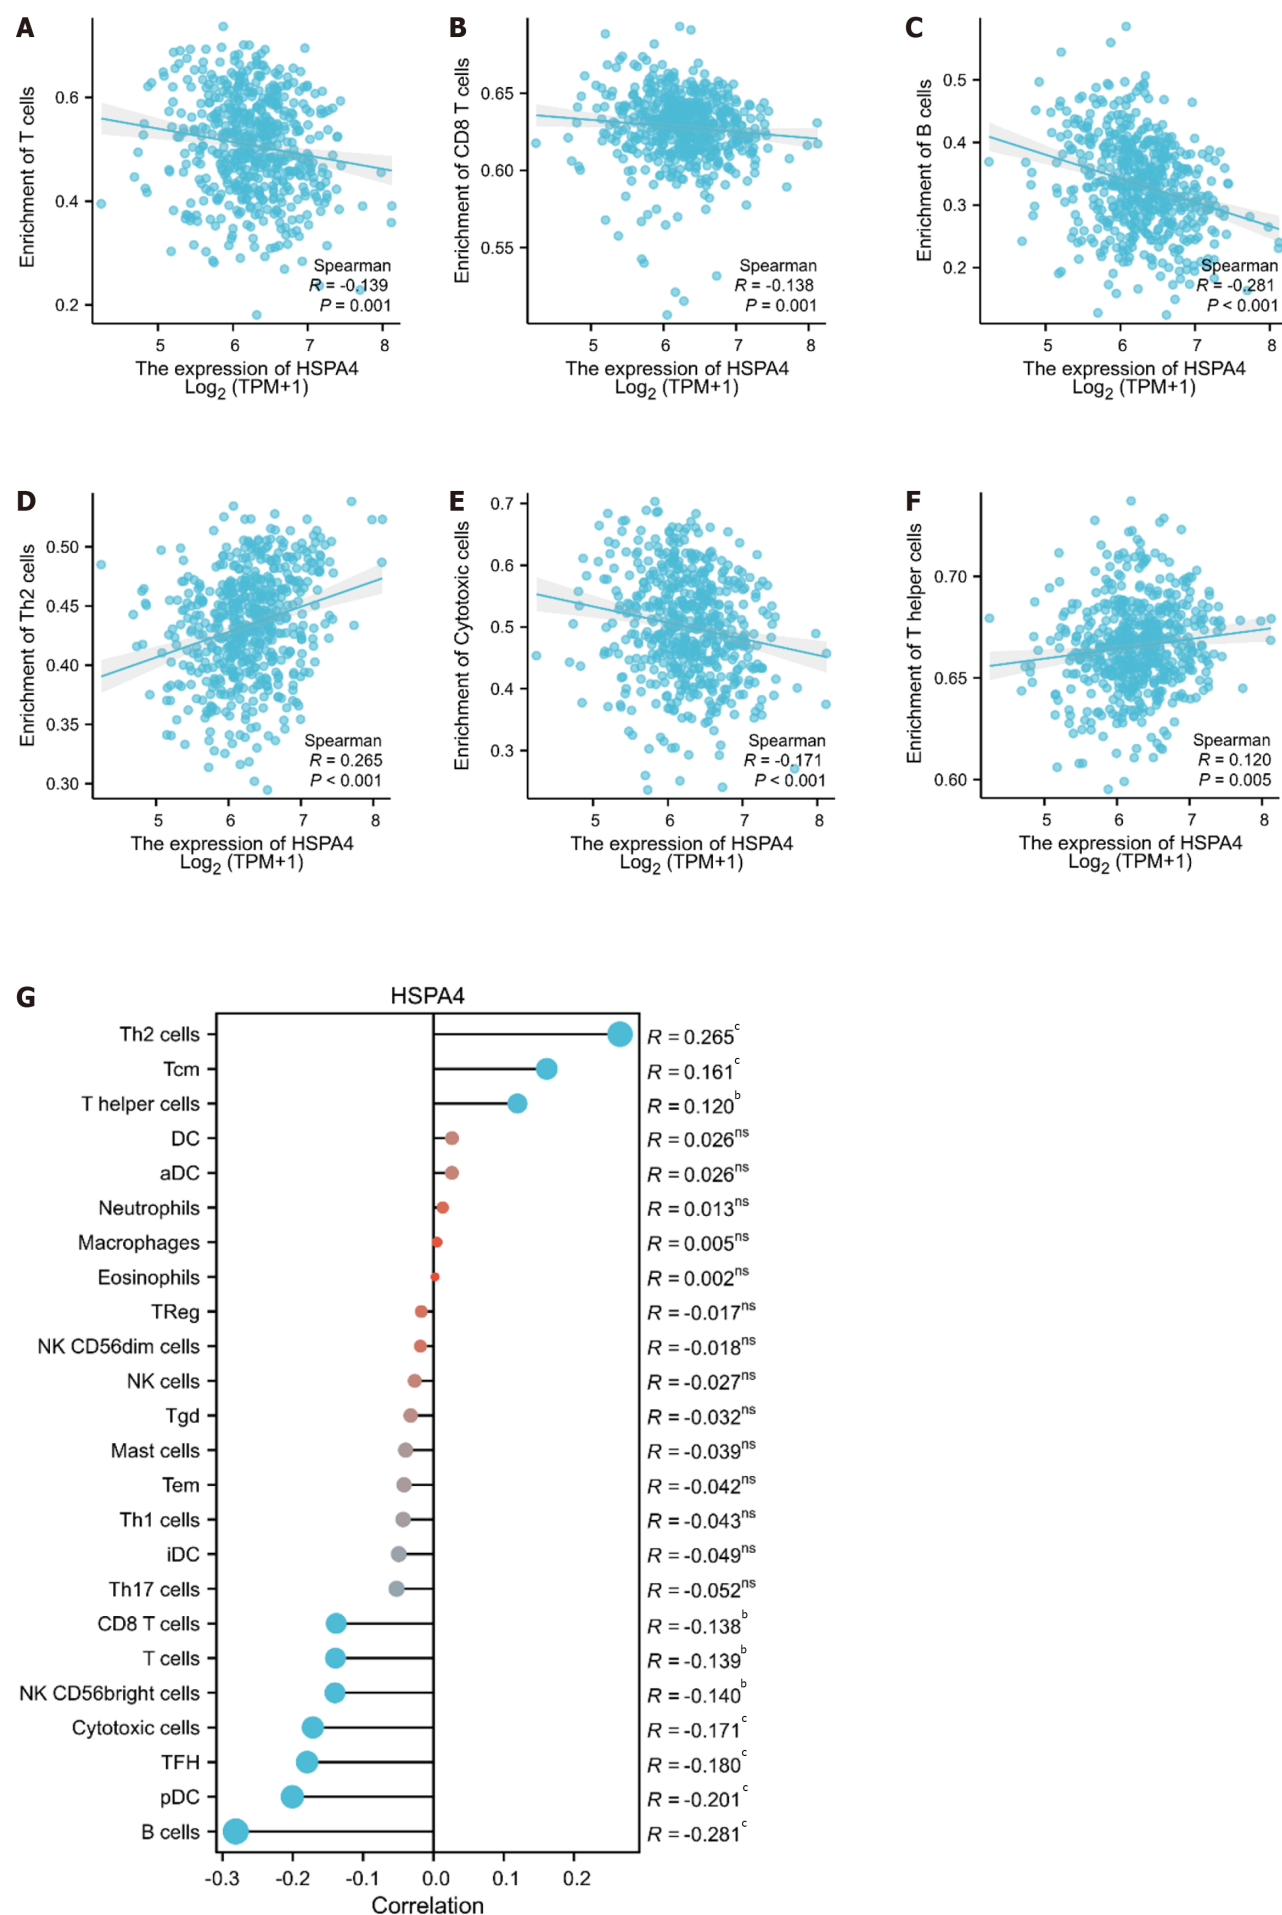 A
Enrichment of T cells
0.6
0.4
0.2
Spearman
R = -0.139
P = 0.001
5 6 7 8
The expression of HSPA4
Log2 (TPM+1)
B
Enrichment of CD8 T cells
0.65
0.60
0.55
Spearman
R = -0.138
P = 0.001
5 6 7 8
The expression of HSPA4
Log2 (TPM+1)
C
Enrichment of B cells
0.5
0.4
0.3
0.2
Spearman
R = -0.281
P < 0.001
5 6 7 8
The expression of HSPA4
Log2 (TPM+1)
D
Enrichment of Th2 cells
0.50
0.45
0.40
0.35
0.30
Spearman
R = 0.265
P < 0.001
5 6 7 8
The expression of HSPA4
Log2 (TPM+1)
E
Enrichment of Cytotoxic cells
0.7
0.6
0.5
0.4
0.3
Spearman
R = -0.171
P < 0.001
5 6 7 8
The expression of HSPA4
Log2 (TPM+1)
F
Enrichment of T helper cells
0.70
0.65
0.60
Spearman
R = 0.120
P = 0.005
5 6 7 8
The expression of HSPA4
Log2 (TPM+1)
G
HSPA4
Th2 cells R = 0.265c
Tcm R = 0.161c
T helper cells R = 0.120b
DC R = 0.026ns
aDC R = 0.026ns
Neutrophils R = 0.013ns
Macrophages R = 0.005ns
Eosinophils R = 0.002ns
TReg R = -0.017ns
NK CD56dim cells R = -0.018ns
NK cells R = -0.027ns
Tgd R = -0.032ns
Mast cells R = -0.039ns
Tem R = -0.042ns
Th1 cells R = -0.043ns
iDC R = -0.049ns
Th17 cells R = -0.052ns
CD8 T cells R = -0.138b
T cells R = -0.139b
NK CD56bright cells R = -0.140b
Cytotoxic cells R = -0.171c
TFH R = -0.180c
pDC R = -0.201c
B cells R = -0.281c
-0.3 -0.2 -0.1 0.0 0.1 0.2
Correlation